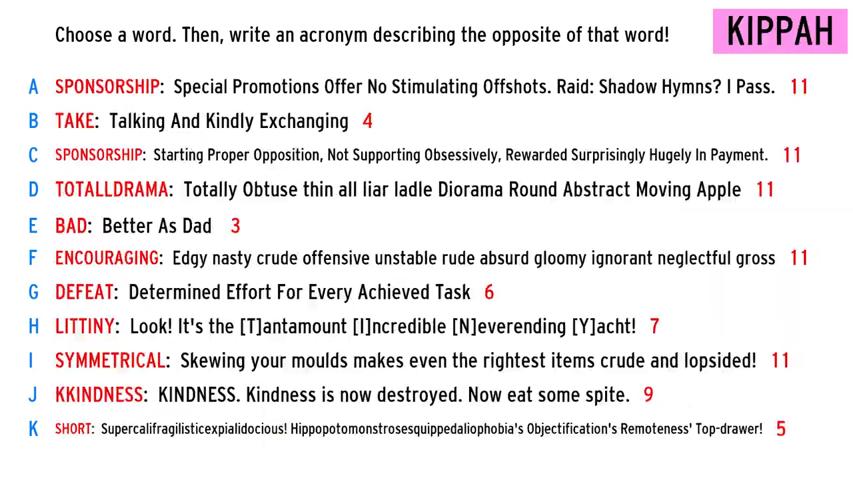 Choose a word. Then, write an acronym describing the opposite of that word!
KIPPAH
A SPONSORSHIP: Special Promotions Offer No Stimulating Offshots. Raid: Shadow Hymns? I Pass. 11
B TAKE: Talking And Kindly Exchanging 4
C SPONSORSHIP: Starting Proper Opposition, Not Supporting Obsessively, Rewarded Surprisingly Hugely In Payment. 11
D TOTALLDRAMA: Totally Obtuse thin all liar ladle Diorama Round Abstract Moving Apple 11
E BAD: Better As Dad 3
F ENCOURAGING: Edgy nasty crude offensive unstable rude absurd gloomy ignorant neglectful gross 11
G DEFEAT: Determined Effort For Every Achieved Task 6
H LITTINY: Look! It's the [T]antamount [I]ncredible [N]everending [Y]acht! 7
I SYMMETRICAL: Skewing your moulds makes even the rightest items crude and lopsided! 11
J KKINDNESS: KINDNESS. Kindness is now destroyed. Now eat some spite. 9
K SHORT: Supercalifragilisticexpialidocious! Hippopotomonstrosesquippedaliophobia's Objectification's Remoteness' Top-drawer! 5